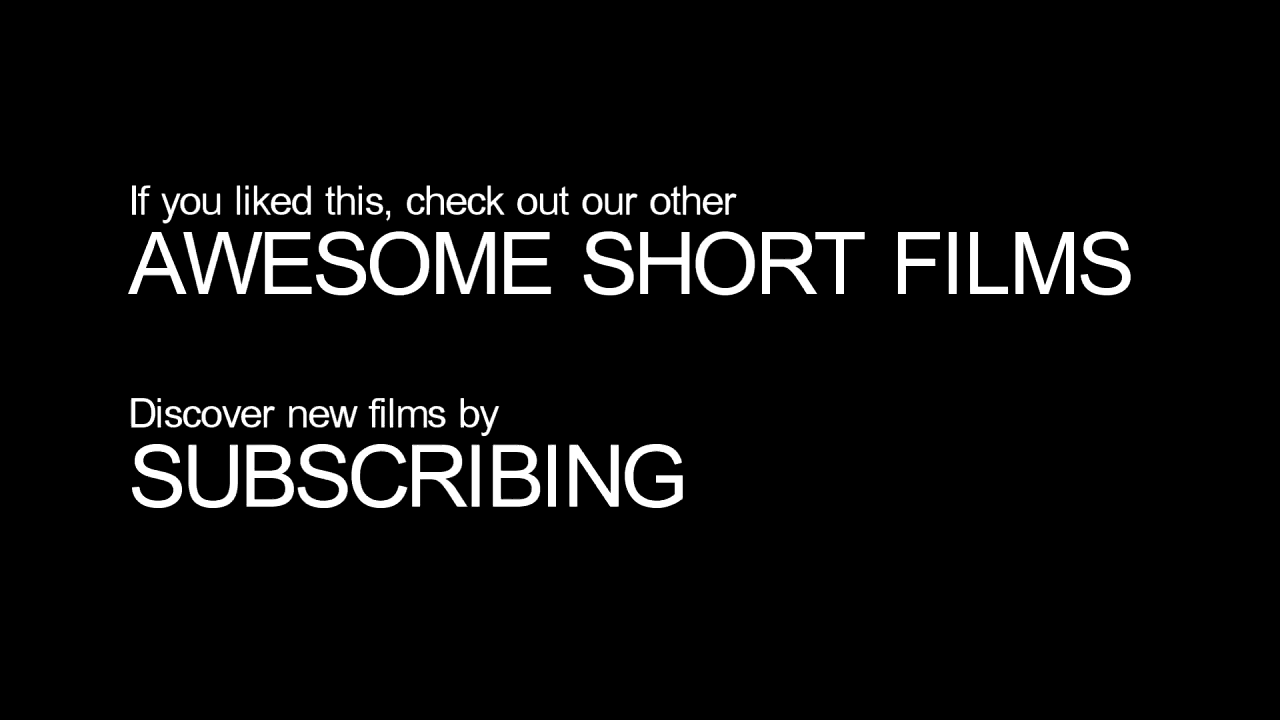 If you liked this, check out our other
AWESOME SHORT FILMS
Discover new films by
SUBSCRIBING